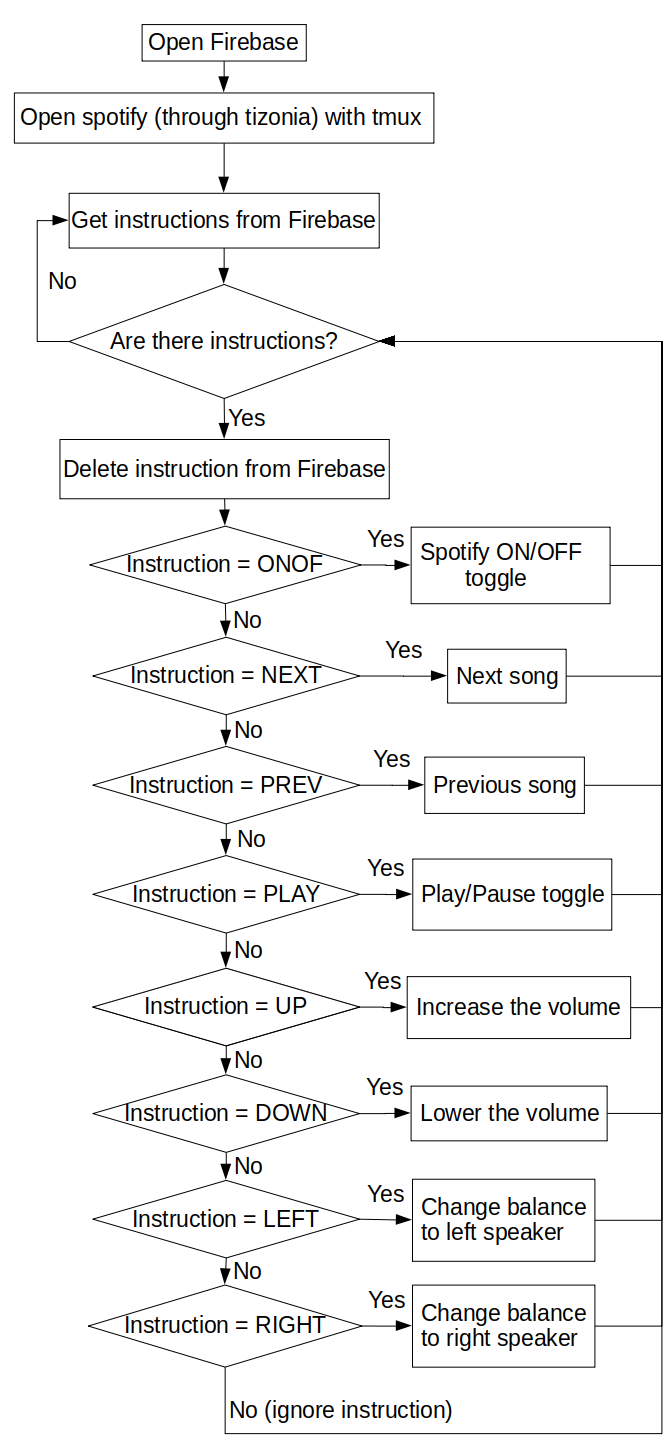 Open Firebase
Open spotify (through tizonia) with tmux
Get instructions from Firebase
No
Are there instructions?
Yes
Delete instruction from Firebase
Instruction = ONOF
Yes
Spotify ON/OFF
toggle
No
Instruction = NEXT
Yes
Next song
No
Instruction = PREV
Yes
Previous song
No
Instruction = PLAY
Yes
Play/Pause toggle
No
Instruction = UP
Yes
Increase the volume
No
Instruction = DOWN
Yes
Lower the volume
No
Instruction = LEFT
Yes
Change balance
to left speaker
No
Instruction = RIGHT
Yes
Change balance
to right speaker
No (ignore instruction)